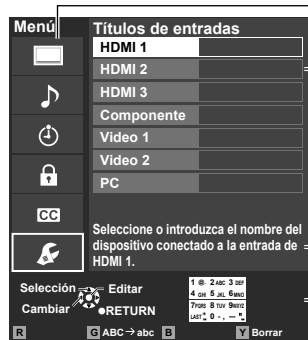 Menú
Títulos de entradas
HDMI 1
HDMI 2
HDMI 3
Componente
Video 1
Video 2
PC
CC
Seleccione o introduzca el nombre del
dispositivo conectado a la entrada de
HDMI 1.
Selección Editar
Cambiar RETURN
1 @. 2 ABC 3 DEF
4 GHI 5 JKL 6 MNO
7 PQRS 8 TUV 9 WXYZ
LAST 0 - ,
R G ABC→abc B Y Borrar